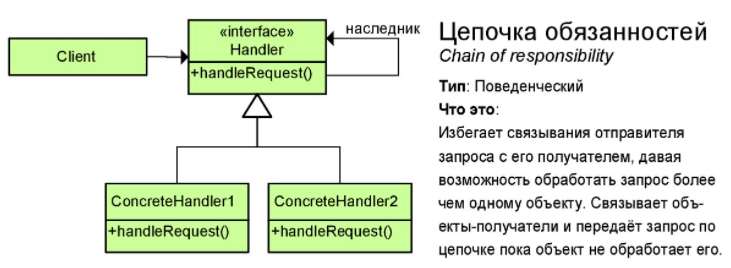 «interface»
Handler
+handleRequest()
наследник
Client
ConcreteHandler1
+handleRequest()
ConcreteHandler2
+handleRequest()
Цепочка обязанностей
Chain of responsibility
Тип: Поведенческий
Что это:
Избегает связывания отправителя
запроса с его получателем, давая
возможность обработать запрос более
чем одному объекту. Связывает объ-
екты-получатели и передаёт запрос по
цепочке пока объект не обработает его.